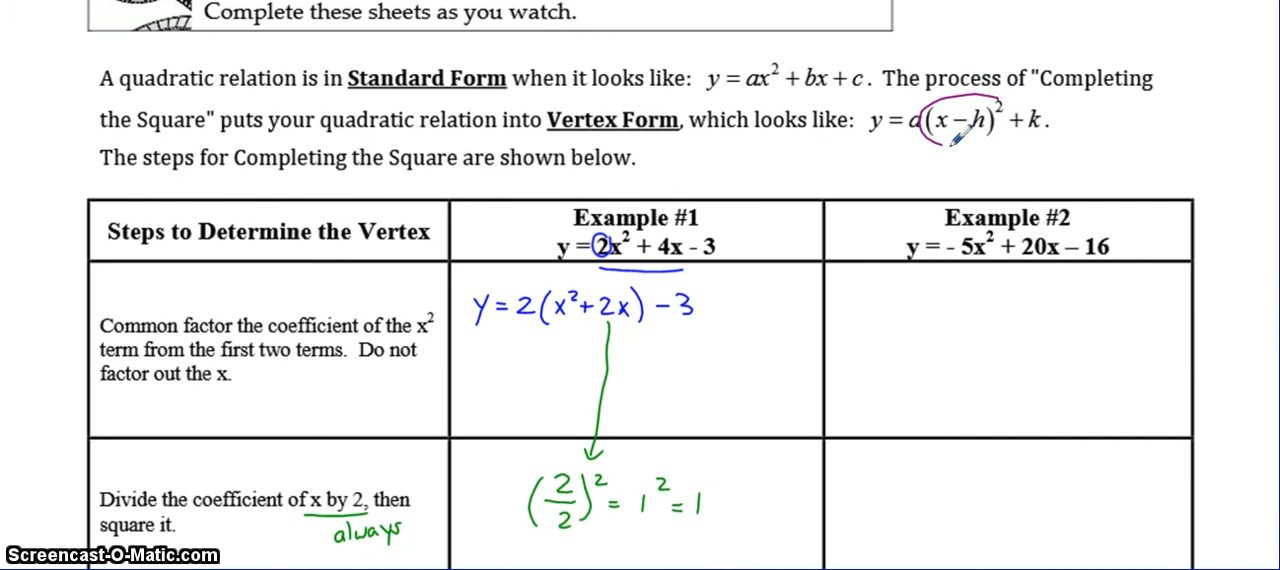 Complete these sheets as you watch.
A quadratic relation is in Standard Form when it looks like: y = ax² + bx + c. The process of "Completing
the Square" puts your quadratic relation into Vertex Form, which looks like: y = a(x – h)² + k.
The steps for Completing the Square are shown below.
Steps to Determine the Vertex
Example #1
y = 2x² + 4x - 3
Example #2
y = - 5x² + 20x – 16
Common factor the coefficient of the x²
term from the first two terms. Do not
factor out the x.
y = 2(x² + 2x) - 3
Divide the coefficient of x by 2, then
square it.
always
(2/2)² = 1² = 1
Screencast-O-Matic.com